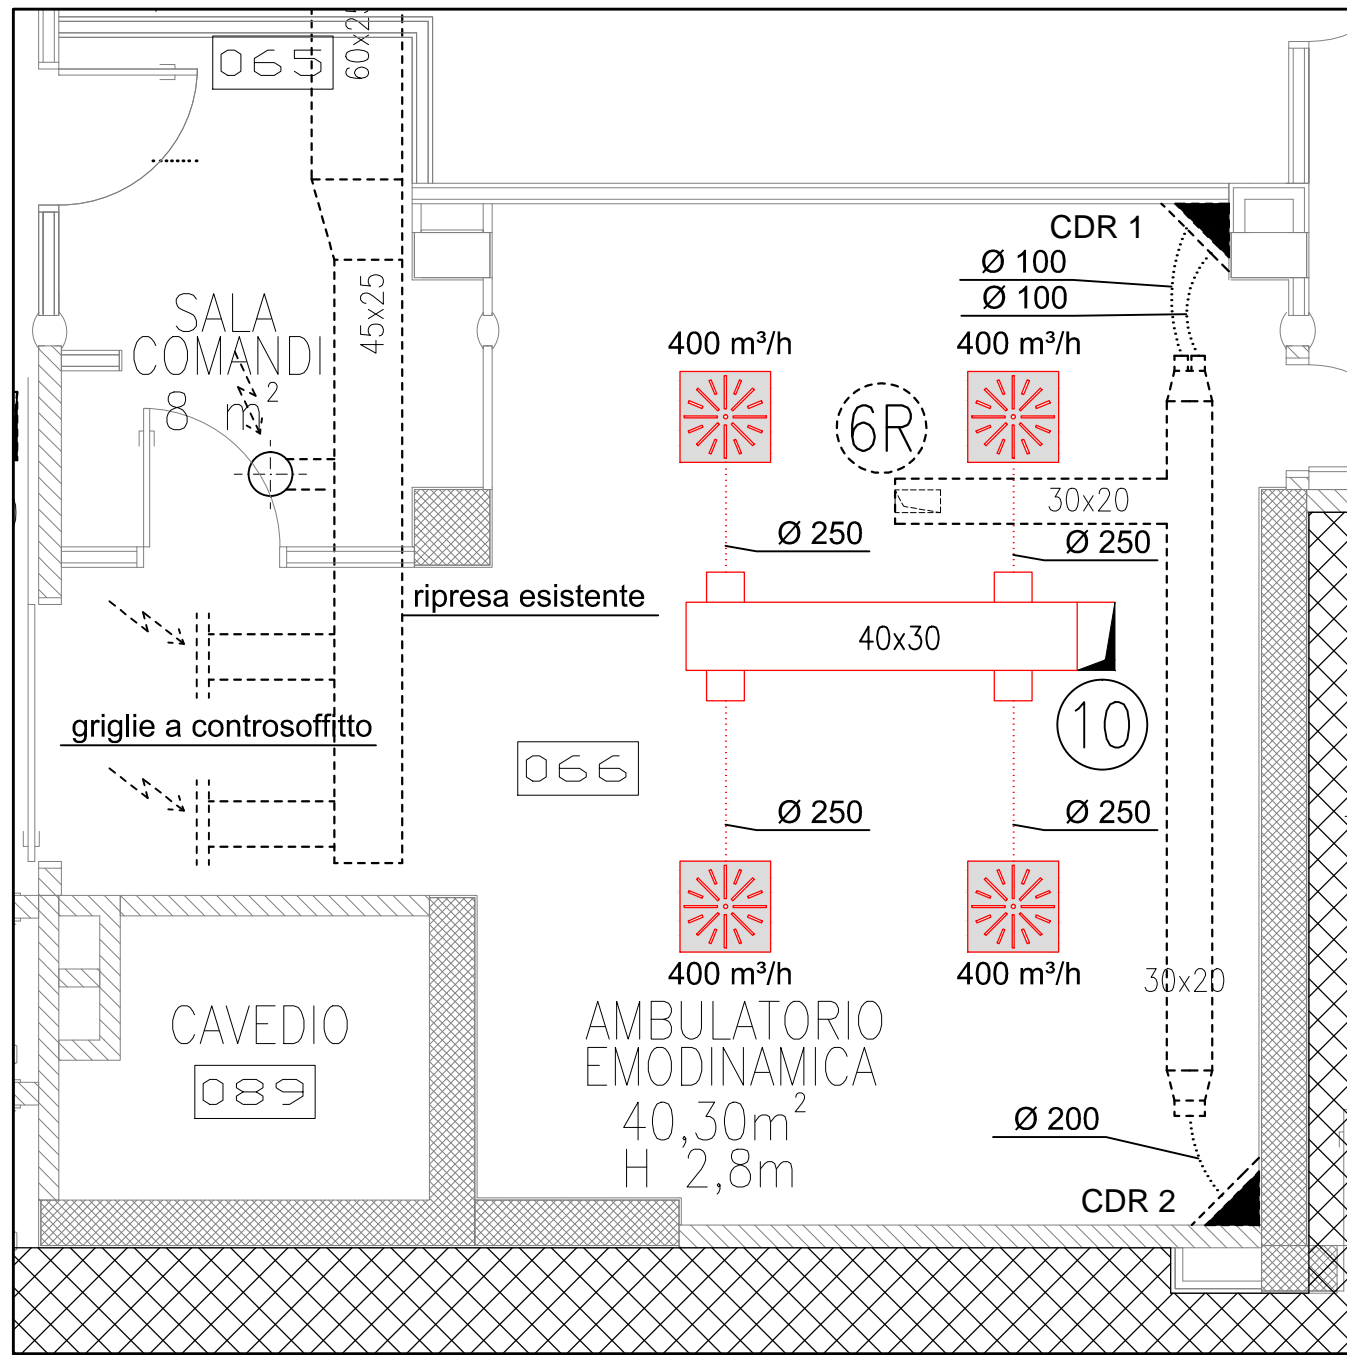 065
60x25
CDR 1
Ø 100
Ø 100
45x25
SALA
COMANDI
8 m²
400 m³/h
400 m³/h
6R
30x20
Ø 250
Ø 250
ripresa esistente
40x30
10
griglie a controsoffitto
066
Ø 250
Ø 250
400 m³/h
400 m³/h
30x20
CAVEDIO
089
AMBULATORIO
EMODINAMICA
40,30m²
H 2,8m
Ø 200
CDR 2